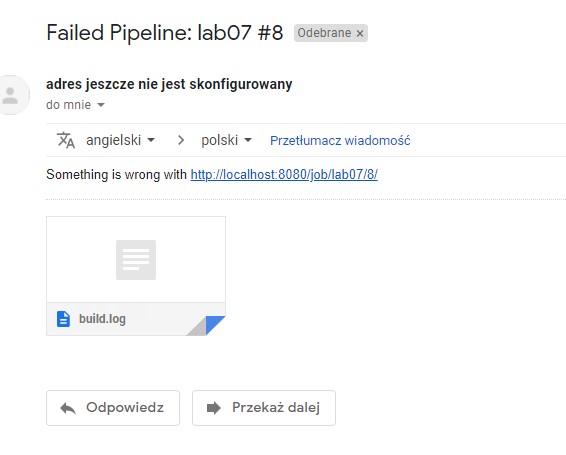 Failed Pipeline: lab07 #8 Odebrane ×
adres jeszcze nie jest skonfigurowany
do mnie
angielski > polski Przetłumacz wiadomość
Something is wrong with http://localhost:8080/job/lab07/8/
build.log
Odpowiedz Przekaż dalej